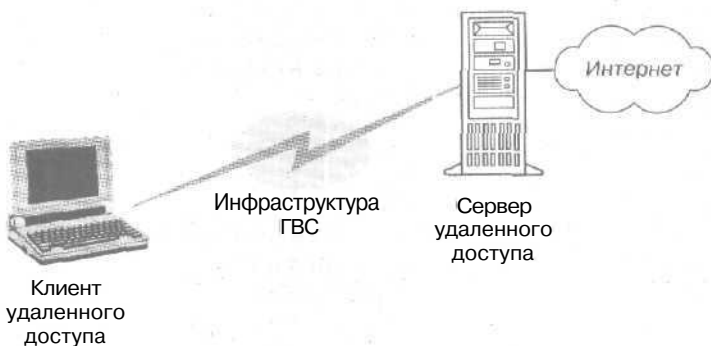 Интернет
Инфраструктура
ГВС
Сервер
удаленного
доступа
Клиент
удаленного
доступа